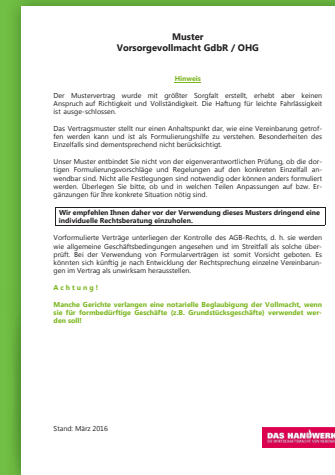 Muster
Vorsorgevollmacht GdbR / OHG
Hinweis
Der Mustervertrag wurde mit größter Sorgfalt erstellt, erhebt aber keinen
Anspruch auf Richtigkeit und Vollständigkeit. Die Haftung für leichte Fahrlässigkeit
ist ausge-schlossen.
Das Vertragsmuster stellt nur einen Anhaltspunkt dar, wie eine Vereinbarung getrof-
fen werden kann und ist als Formulierungshilfe zu verstehen. Besonderheiten des
Einzelfalls sind dementsprechend nicht berücksichtigt.
Unser Muster entbindet Sie nicht von der eigenverantwortlichen Prüfung, ob die dor-
tigen Formulierungsvorschläge und Regelungen auf den konkreten Einzelfall an-
wendbar sind. Nicht alle Festlegungen sind notwendig oder können anders formuliert
werden. Überlegen Sie bitte, ob und in welchen Teilen Anpassungen auf bzw. Er-
gänzungen für Ihre konkrete Situation nötig sind.
Wir empfehlen Ihnen daher vor der Verwendung dieses Musters dringend eine
individuelle Rechtsberatung einzuholen.
Vorformulierte Verträge unterliegen der Kontrolle des AGB-Rechts, d. h. sie werden
wie allgemeine Geschäftsbedingungen angesehen und im Streitfall als solche über-
prüft. Bei der Verwendung von Formularverträgen ist somit Vorsicht geboten. Es
könnten sich künftig je nach Entwicklung der Rechtsprechung einzelne Vereinbarun-
gen im Vertrag als unwirksam herausstellen.
Achtung!
Manche Gerichte verlangen eine notarielle Beglaubigung der Vollmacht, wenn
sie für formbedürftige Geschäfte (z.B. Grundstücksgeschäfte) verwendet wer-
den soll!
Stand: März 2016
DAS HANDWERK